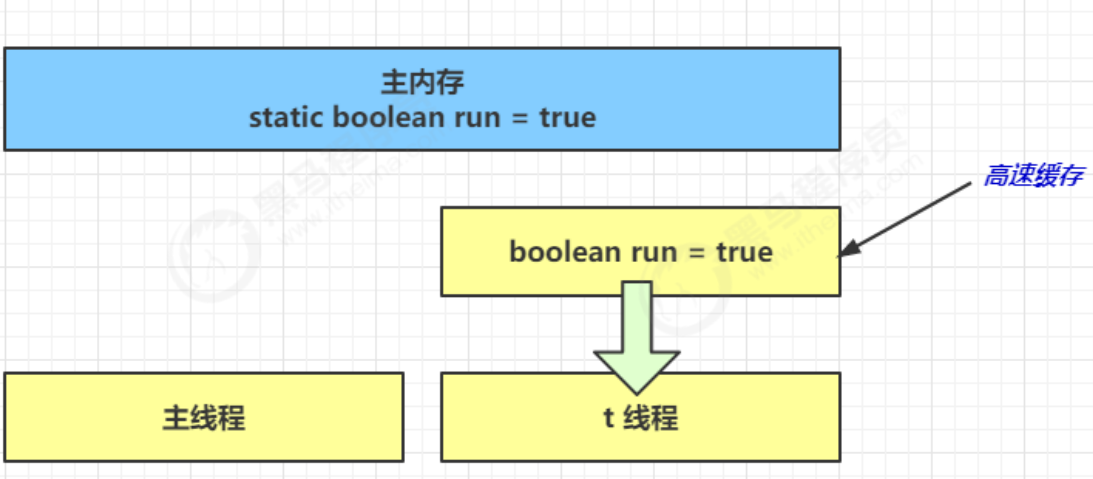 主内存
static boolean run = true
高速缓存
boolean run = true
主线程
t 线程
黑马程序员
www.itheima.com
黑马程序员
www.itheima.com